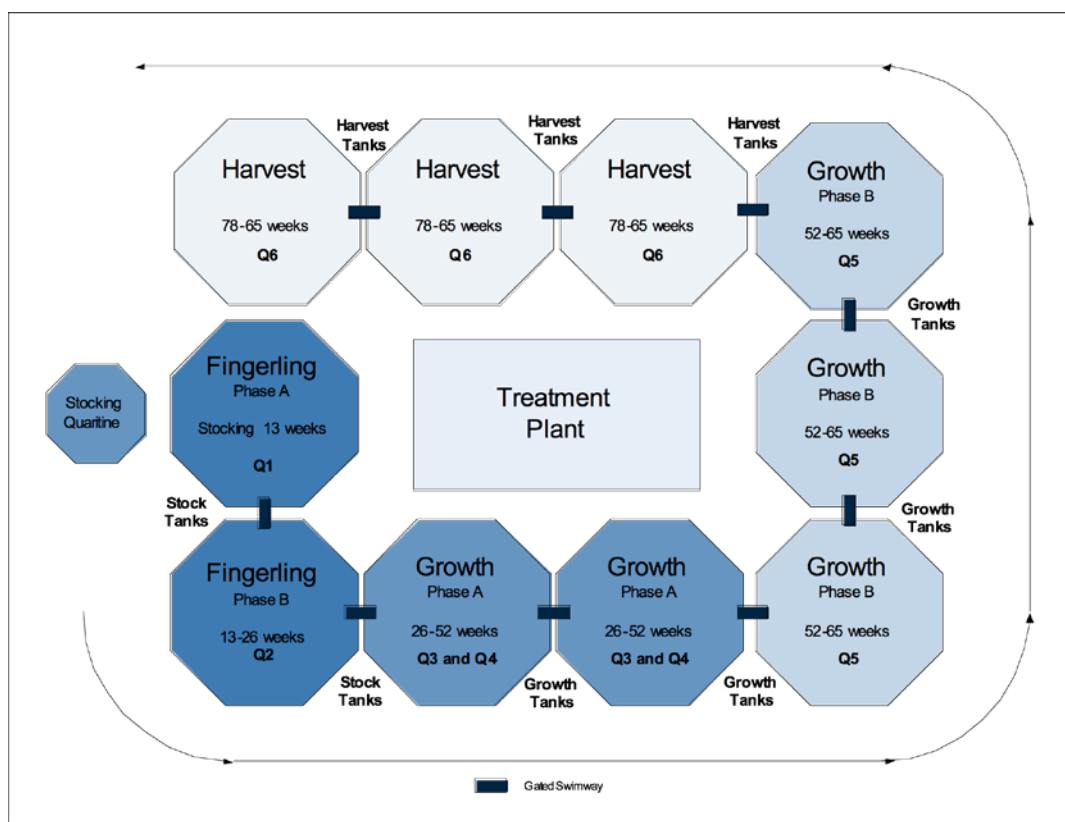 Harvest
Tanks
Harvest
Tanks
Harvest
Tanks
Harvest
78-65 weeks
Q6
Harvest
78-65 weeks
Q6
Harvest
78-65 weeks
Q6
Growth
Phase B
52-65 weeks
Q5
Growth
Tanks
Stocking
Quaritine
Fingerling
Phase A
Stocking 13 weeks
Q1
Treatment
Plant
Growth
Phase B
52-65 weeks
Q5
Stock
Tanks
Growth
Tanks
Fingerling
Phase B
13-26 weeks
Q2
Growth
Phase A
26-52 weeks
Q3 and Q4
Growth
Phase A
26-52 weeks
Q3 and Q4
Growth
Phase B
52-65 weeks
Q5
Stock
Tanks
Growth
Tanks
Growth
Tanks
Gated Swimway